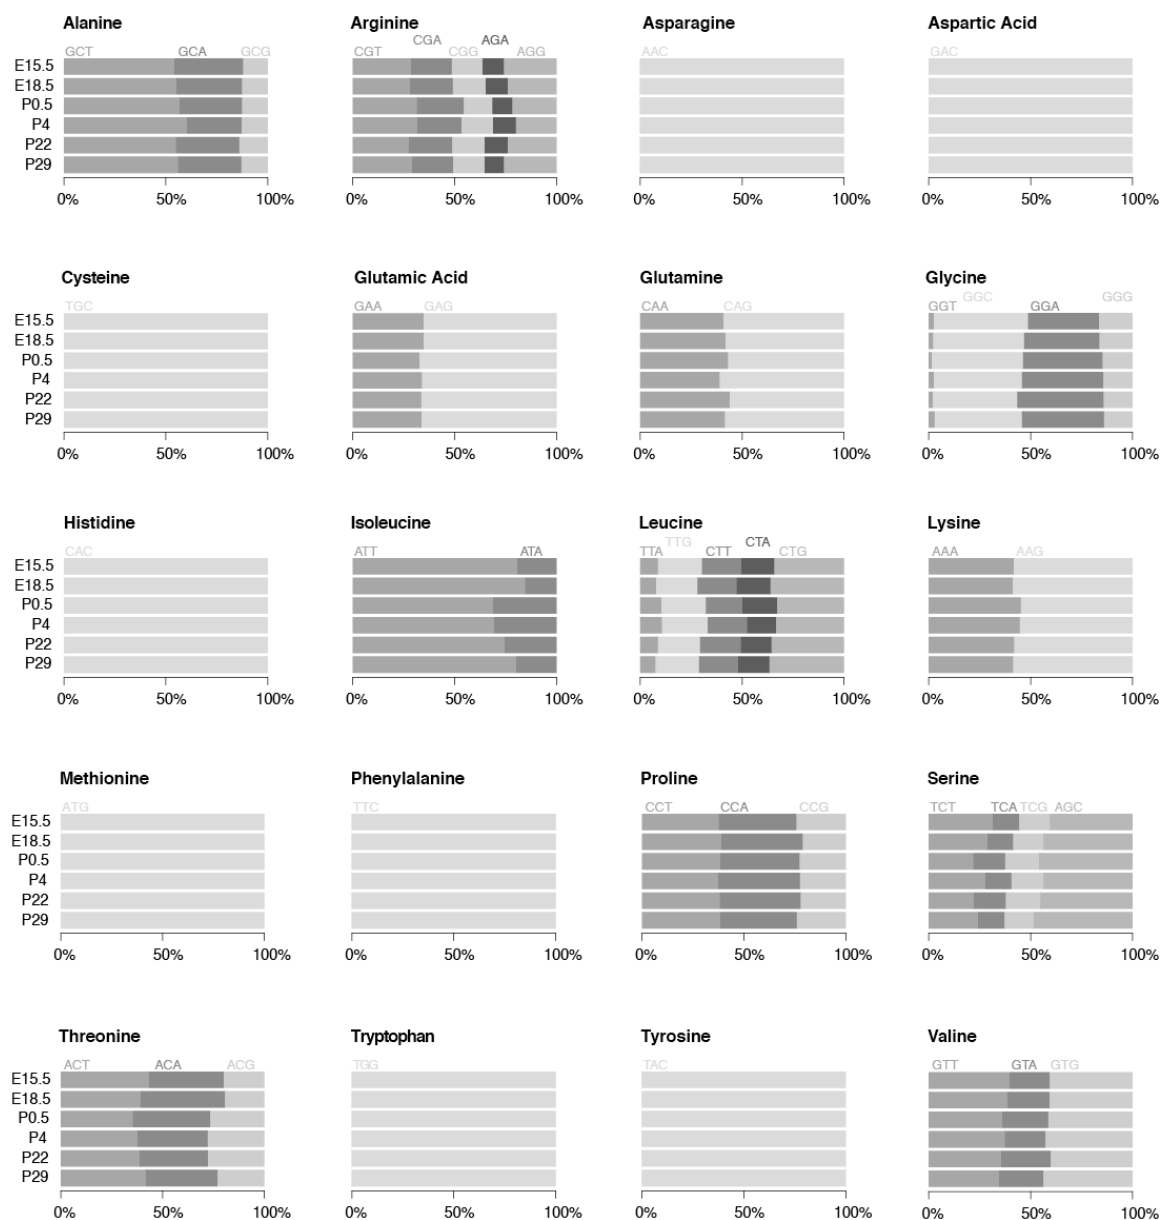 Alanine Arginine Asparagine Aspartic Acid
GCT GCA GCG CGT CGA CGG AGA AGG AAC GAC
E15.5
E18.5
P0.5
P4
P22
P29
0% 50% 100% 0% 50% 100% 0% 50% 100% 0% 50% 100%
Cysteine Glutamic Acid Glutamine Glycine
TGC GAA GAG CAA CAG GGT GGC GGA GGG
E15.5
E18.5
P0.5
P4
P22
P29
0% 50% 100% 0% 50% 100% 0% 50% 100% 0% 50% 100%
Histidine Isoleucine Leucine Lysine
CAC ATT ATA TTA TTG CTT CTA CTG AAA AAG
E15.5
E18.5
P0.5
P4
P22
P29
0% 50% 100% 0% 50% 100% 0% 50% 100% 0% 50% 100%
Methionine Phenylalanine Proline Serine
ATG TTC CCT CCA CCG TCT TCA TCG AGC
E15.5
E18.5
P0.5
P4
P22
P29
0% 50% 100% 0% 50% 100% 0% 50% 100% 0% 50% 100%
Threonine Tryptophan Tyrosine Valine
ACT ACA ACG TGG TAC GTT GTA GTG
E15.5
E18.5
P0.5
P4
P22
P29
0% 50% 100% 0% 50% 100% 0% 50% 100% 0% 50% 100%